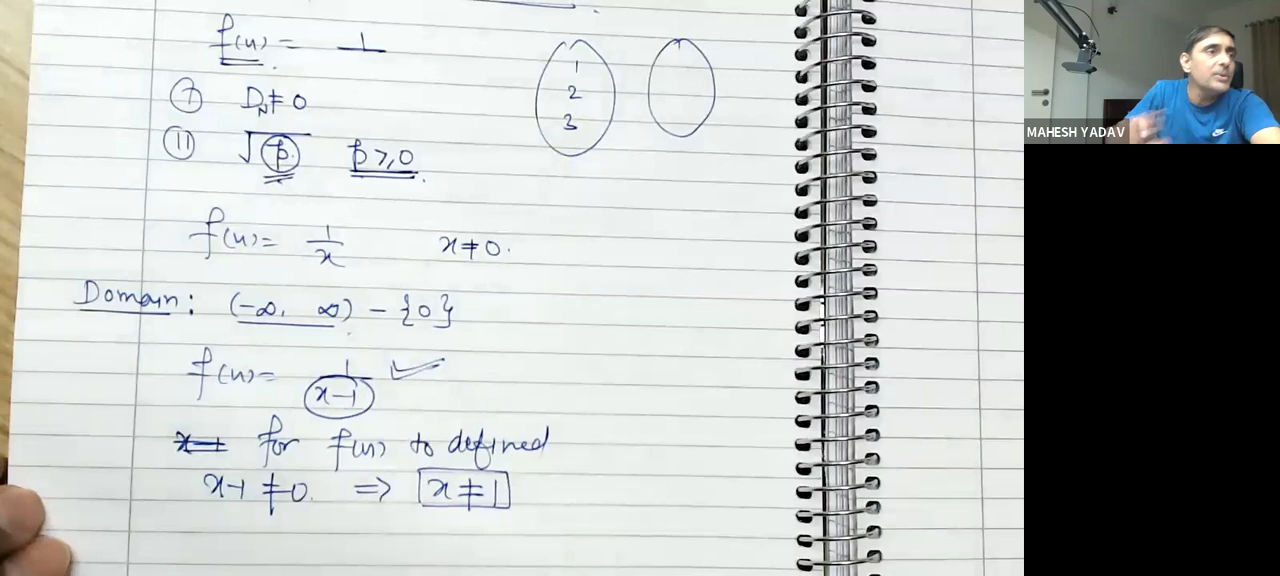 f(x) = 1
1
2
3
I Dr ≠ 0
II √p p ≥ 0
f(x) = 1/x x ≠ 0.
Domain: (-∞, ∞) - {0}
f(x) = 1/(x-1) ✓
for f(x) to defined
x-1 ≠ 0. ⇒ x ≠ 1
MAHESH YADAV